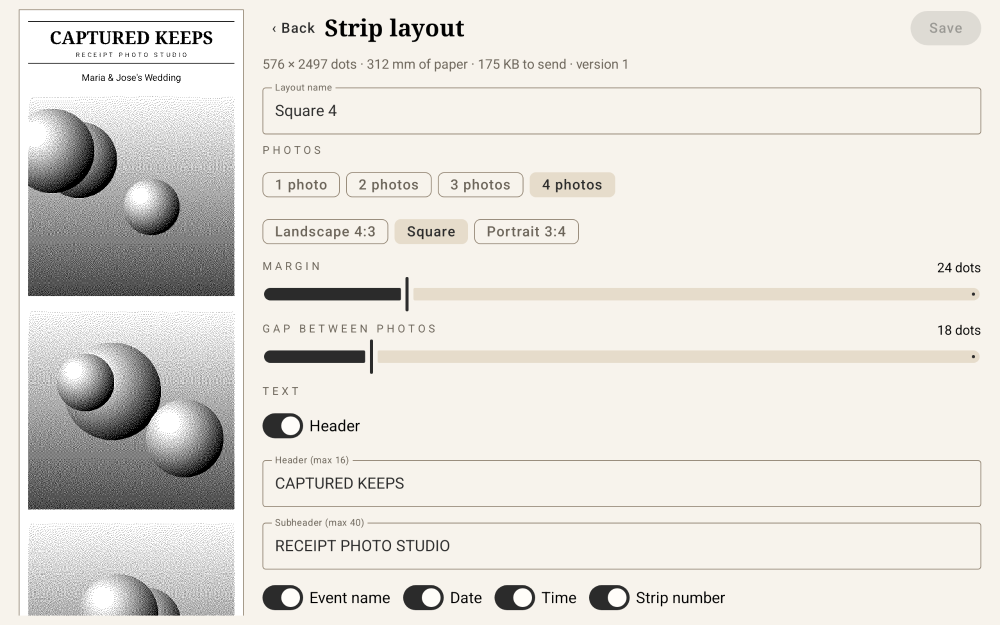 CAPTURED KEEPS
RECEIPT PHOTO STUDIO
Maria & Jose's Wedding
‹ Back Strip layout
Save
576 × 2497 dots · 312 mm of paper · 175 KB to send · version 1
Layout name
Square 4
PHOTOS
1 photo 2 photos 3 photos 4 photos
Landscape 4:3 Square Portrait 3:4
MARGIN 24 dots
GAP BETWEEN PHOTOS 18 dots
TEXT
Header
Header (max 16)
CAPTURED KEEPS
Subheader (max 40)
RECEIPT PHOTO STUDIO
Event name Date Time Strip number